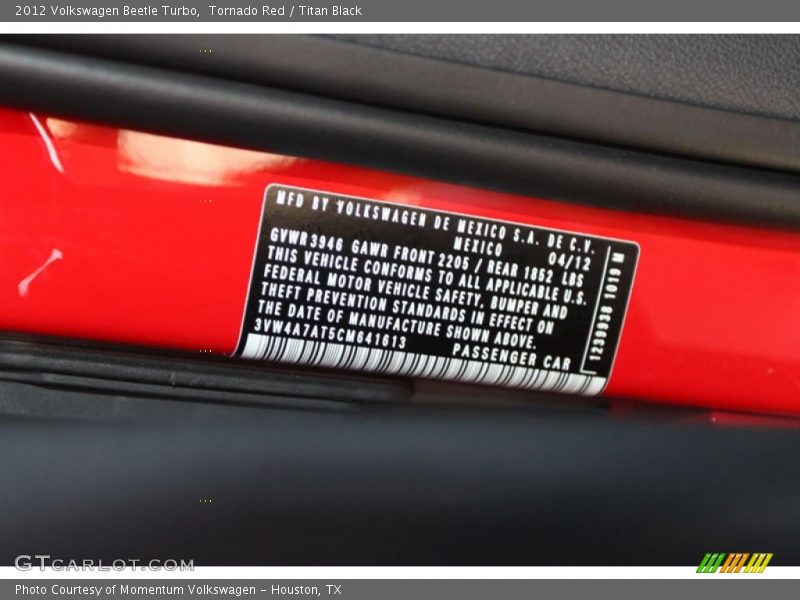 2012 Volkswagen Beetle Turbo,  Tornado Red / Titan Black
MFD BY VOLKSWAGEN DE MEXICO S.A. DE C.V.
MEXICO 04/12
GVWR 3946 GAWR FRONT 2205 / REAR 1862 LBS
THIS VEHICLE CONFORMS TO ALL APPLICABLE U.S.
FEDERAL MOTOR VEHICLE SAFETY, BUMPER AND
THEFT PREVENTION STANDARDS IN EFFECT ON
THE DATE OF MANUFACTURE SHOWN ABOVE.
3VW4A7AT5CM641613 PASSENGER CAR
1230938 1019 M
GTcarlot.com
Photo Courtesy of Momentum Volkswagen - Houston, TX